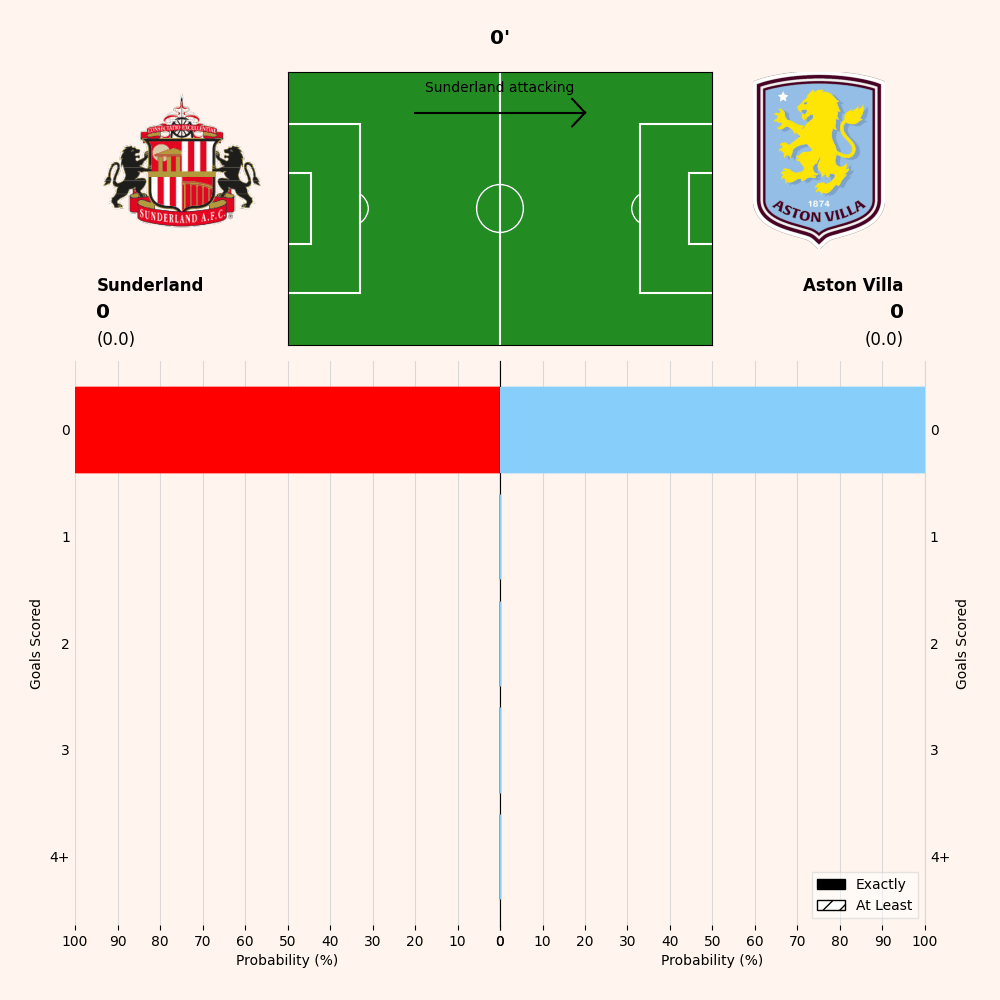 0'
Sunderland attacking
CONSECTATIO EXCELLENTIAE
SUNDERLAND A.F.C.
1874
ASTON VILLA
Sunderland
0
(0.0)
Aston Villa
0
(0.0)
0
1
2
3
4+
Goals Scored
0
1
2
3
4+
Goals Scored
Exactly
At Least
100 90 80 70 60 50 40 30 20 10 0
0 10 20 30 40 50 60 70 80 90 100
Probability (%)
Probability (%)